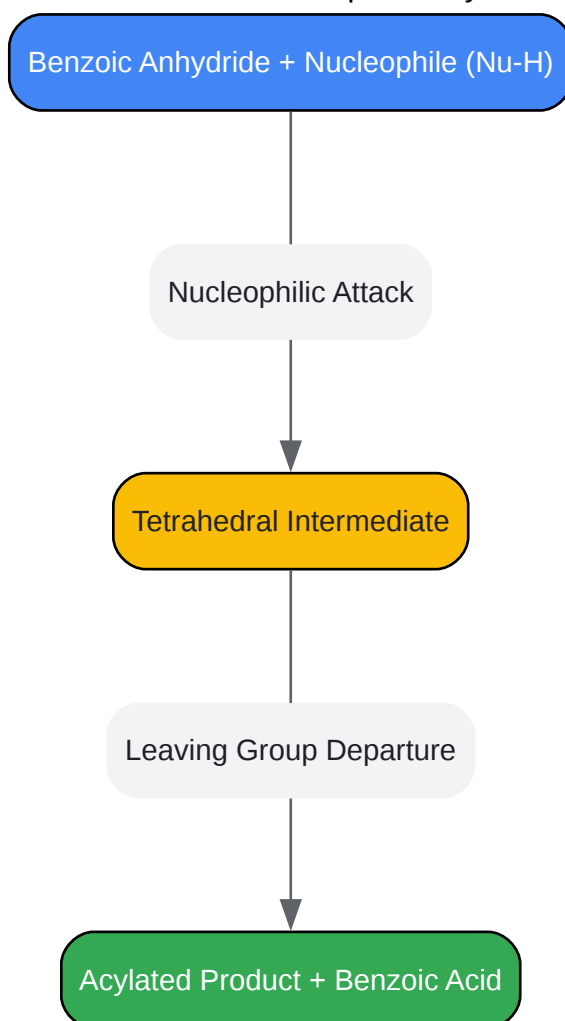 Benzoic Anhydride + Nucleophile (Nu-H)
Nucleophilic Attack
Tetrahedral Intermediate
Leaving Group Departure
Acylated Product + Benzoic Acid